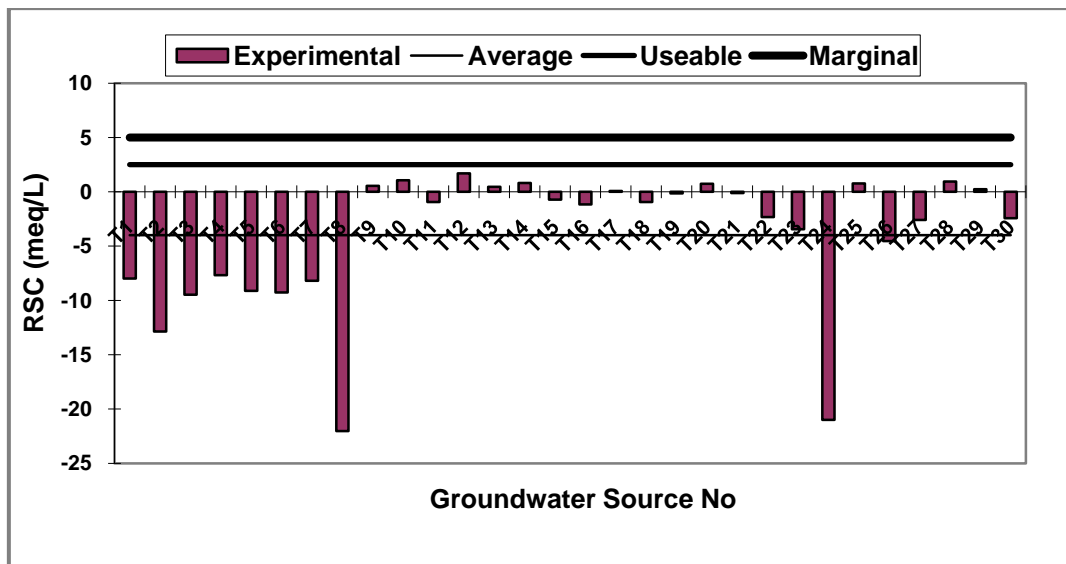 Experimental Average Useable Marginal
10
5
0
-5
-10
-15
-20
-25
RSC (meq/L)
T1 T2 T3 T4 T5 T6 T7 T8 T9 T10 T11 T12 T13 T14 T15 T16 T17 T18 T19 T20 T21 T22 T23 T24 T25 T26 T27 T28 T29 T30
Groundwater Source No